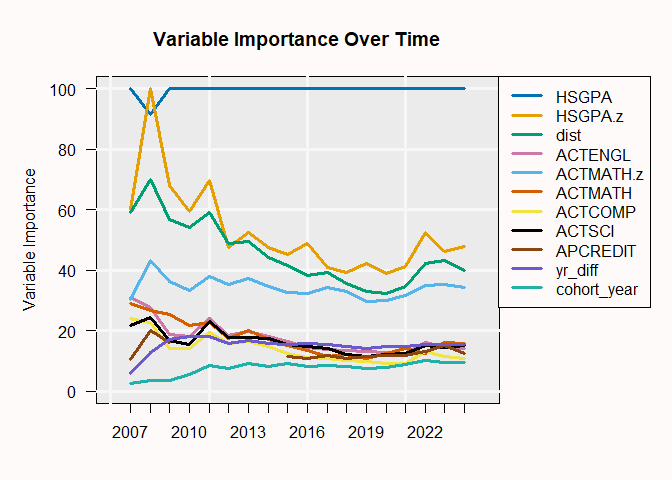 Variable Importance Over Time
Variable Importance
100
80
60
40
20
0
2007 2010 2013 2016 2019 2022
HSGPA
HSGPA.z
dist
ACTENGL
ACTMATH.z
ACTMATH
ACTCOMP
ACTSCI
APCREDIT
yr_diff
cohort_year